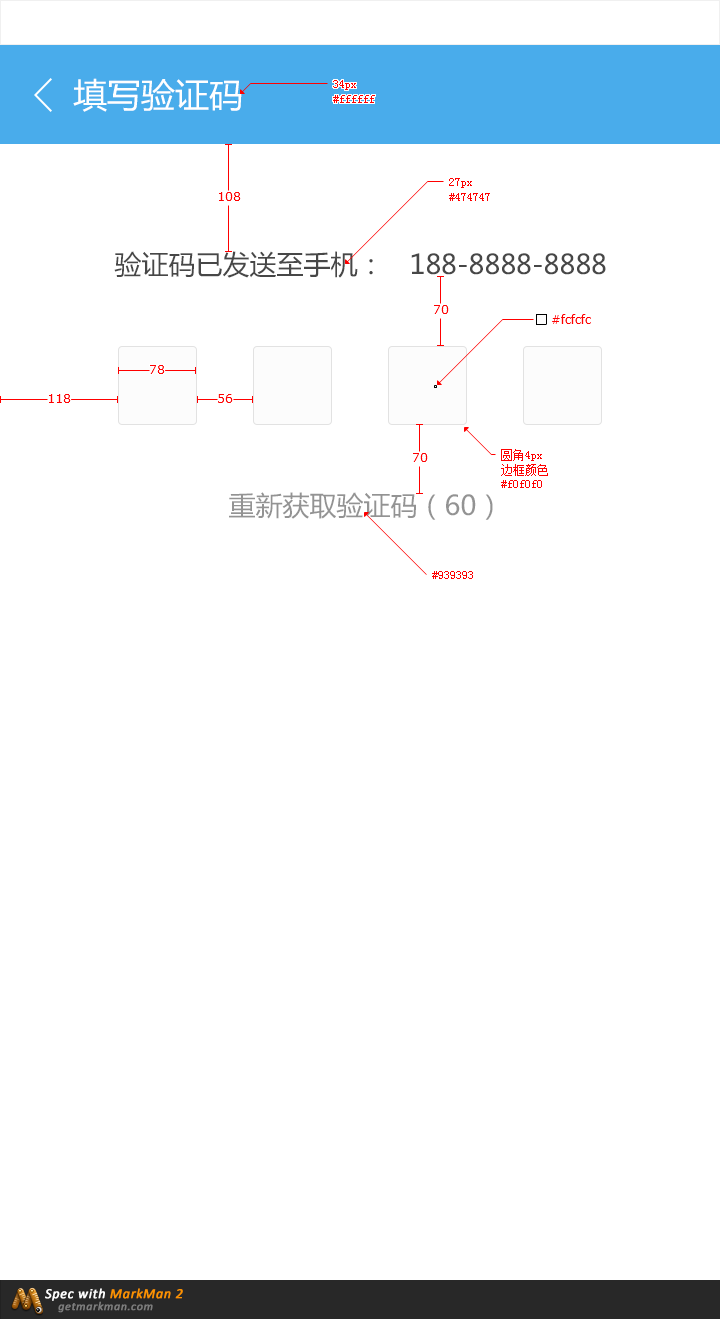 填写验证码
34px
#ffffff
108
27px
#474747
验证码已发送至手机： 188-8888-8888
70
#fcfcfc
78
118
56
70
圆角4px
边框颜色
#f0f0f0
重新获取验证码（60）
#939393
Spec with MarkMan 2
getmarkman.com